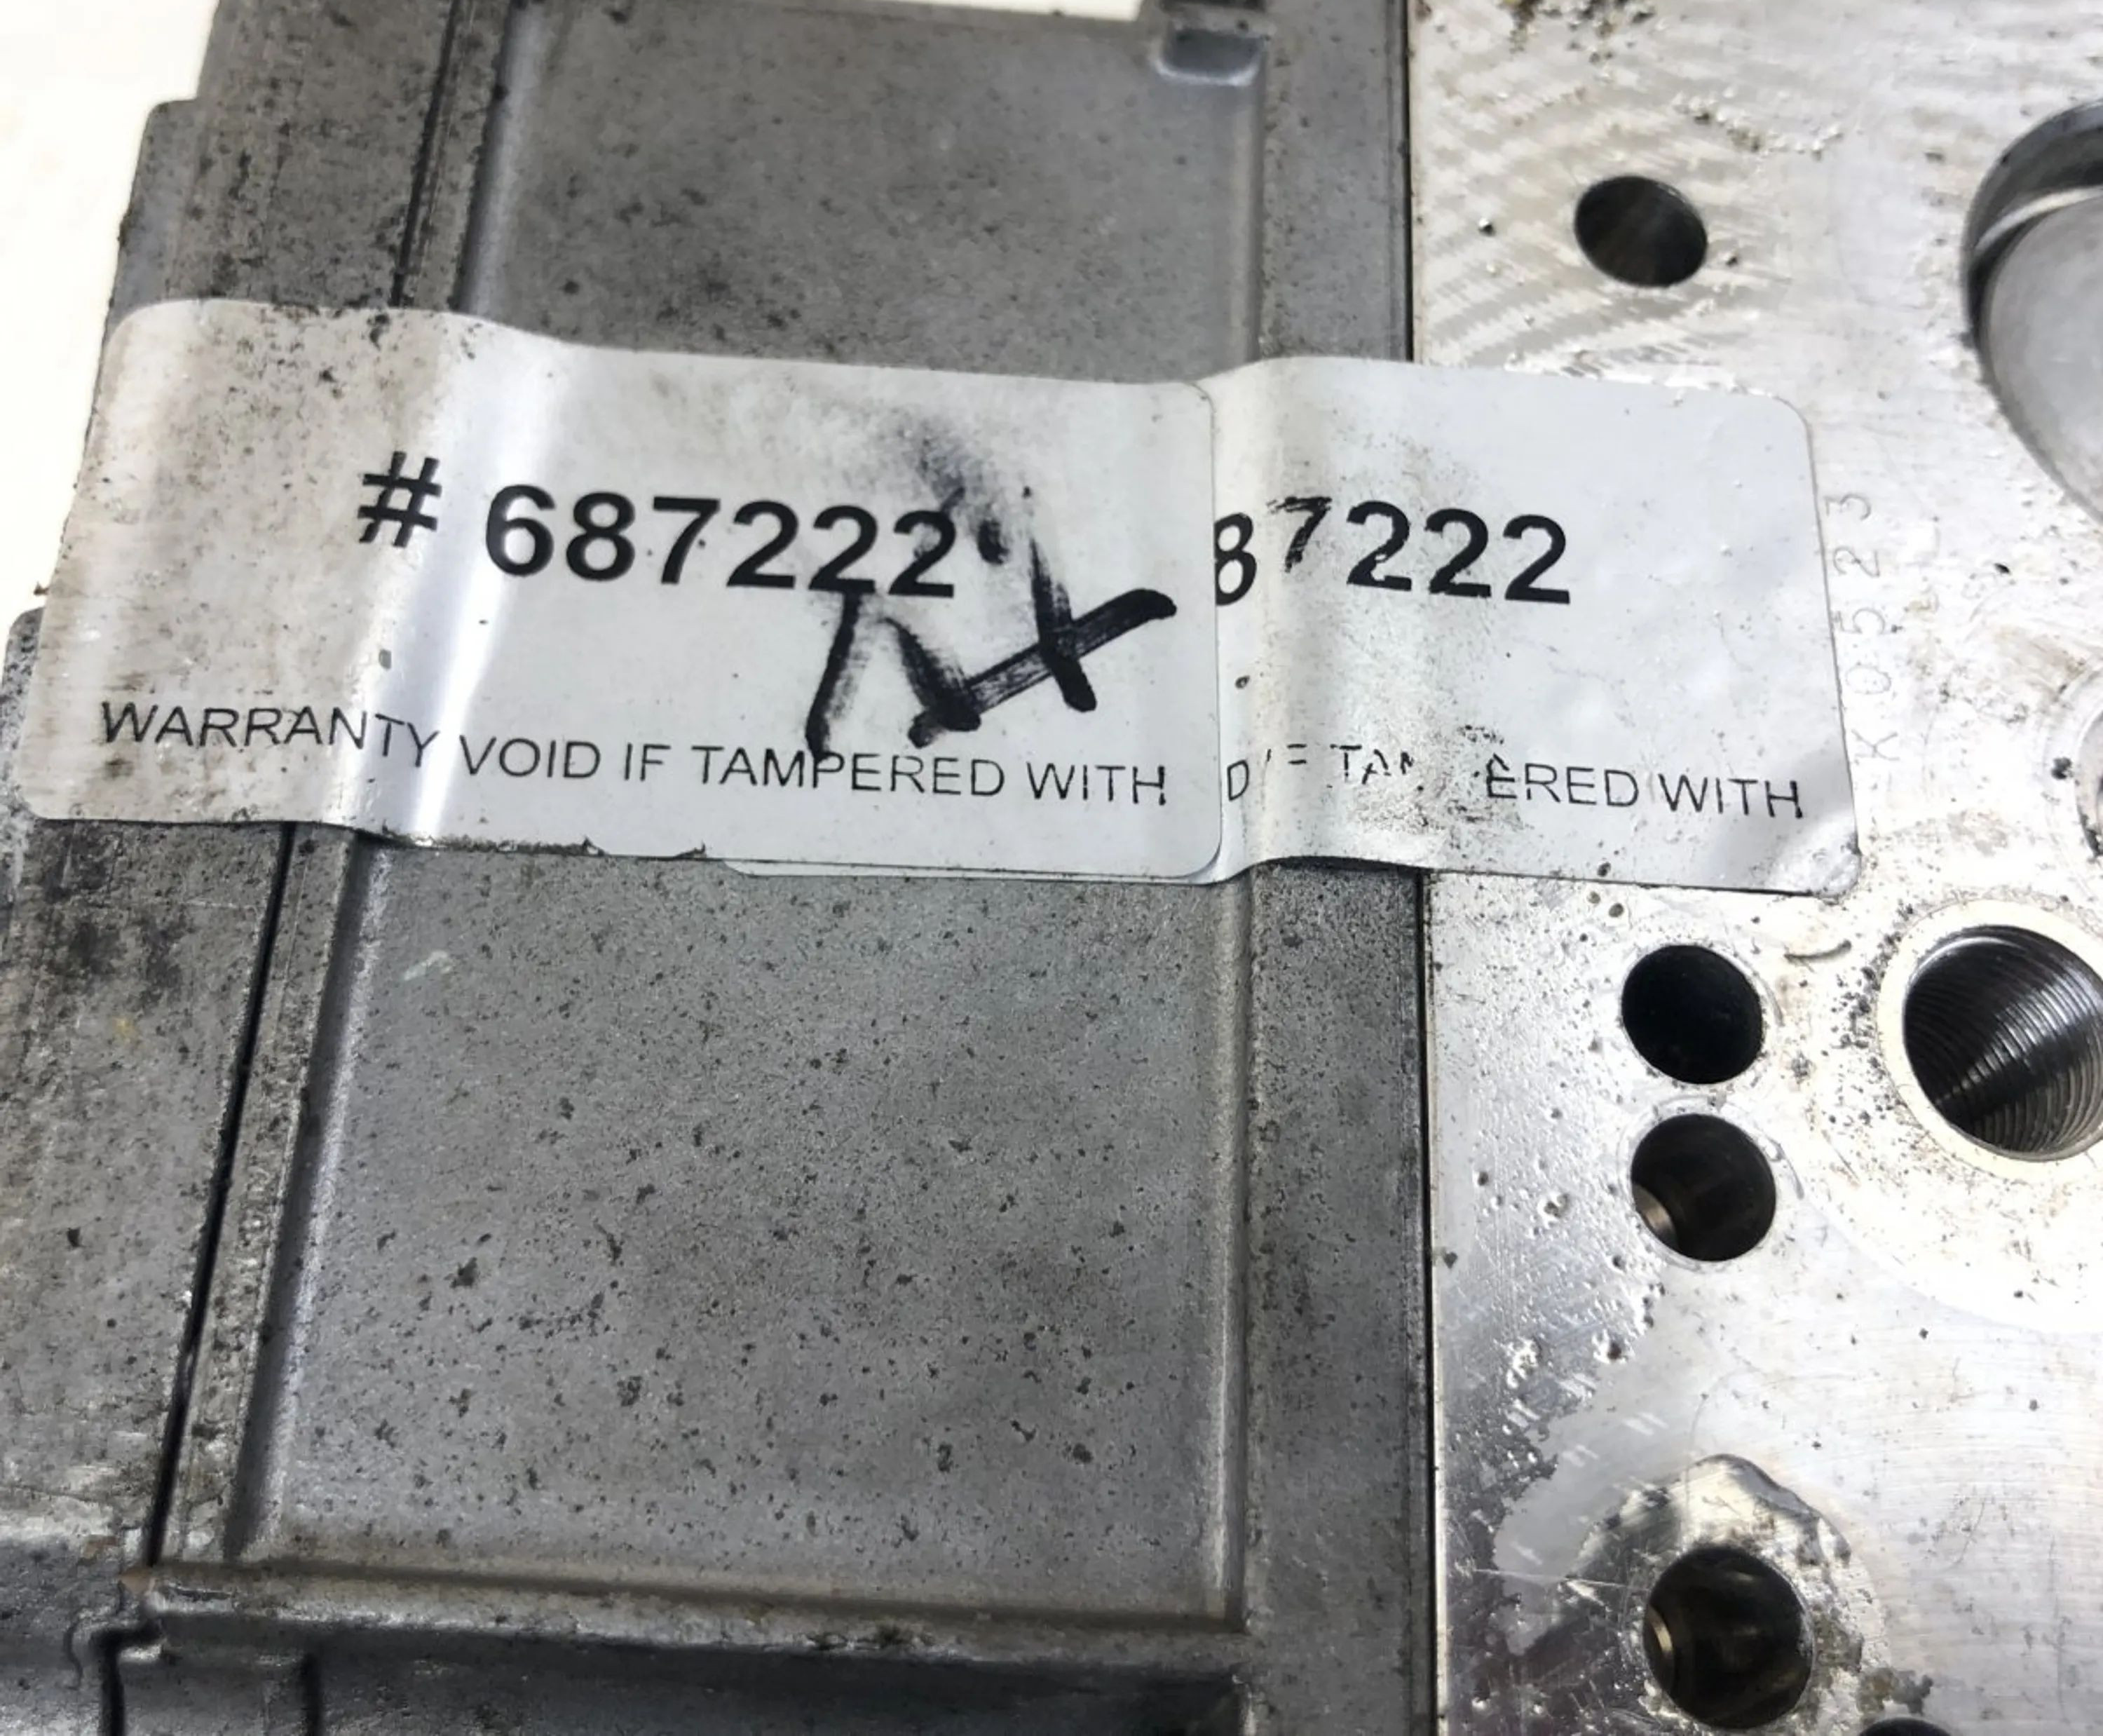 #687222
WARRANTY VOID IF TAMPERED WITH
87222
ERED WITH
K0523